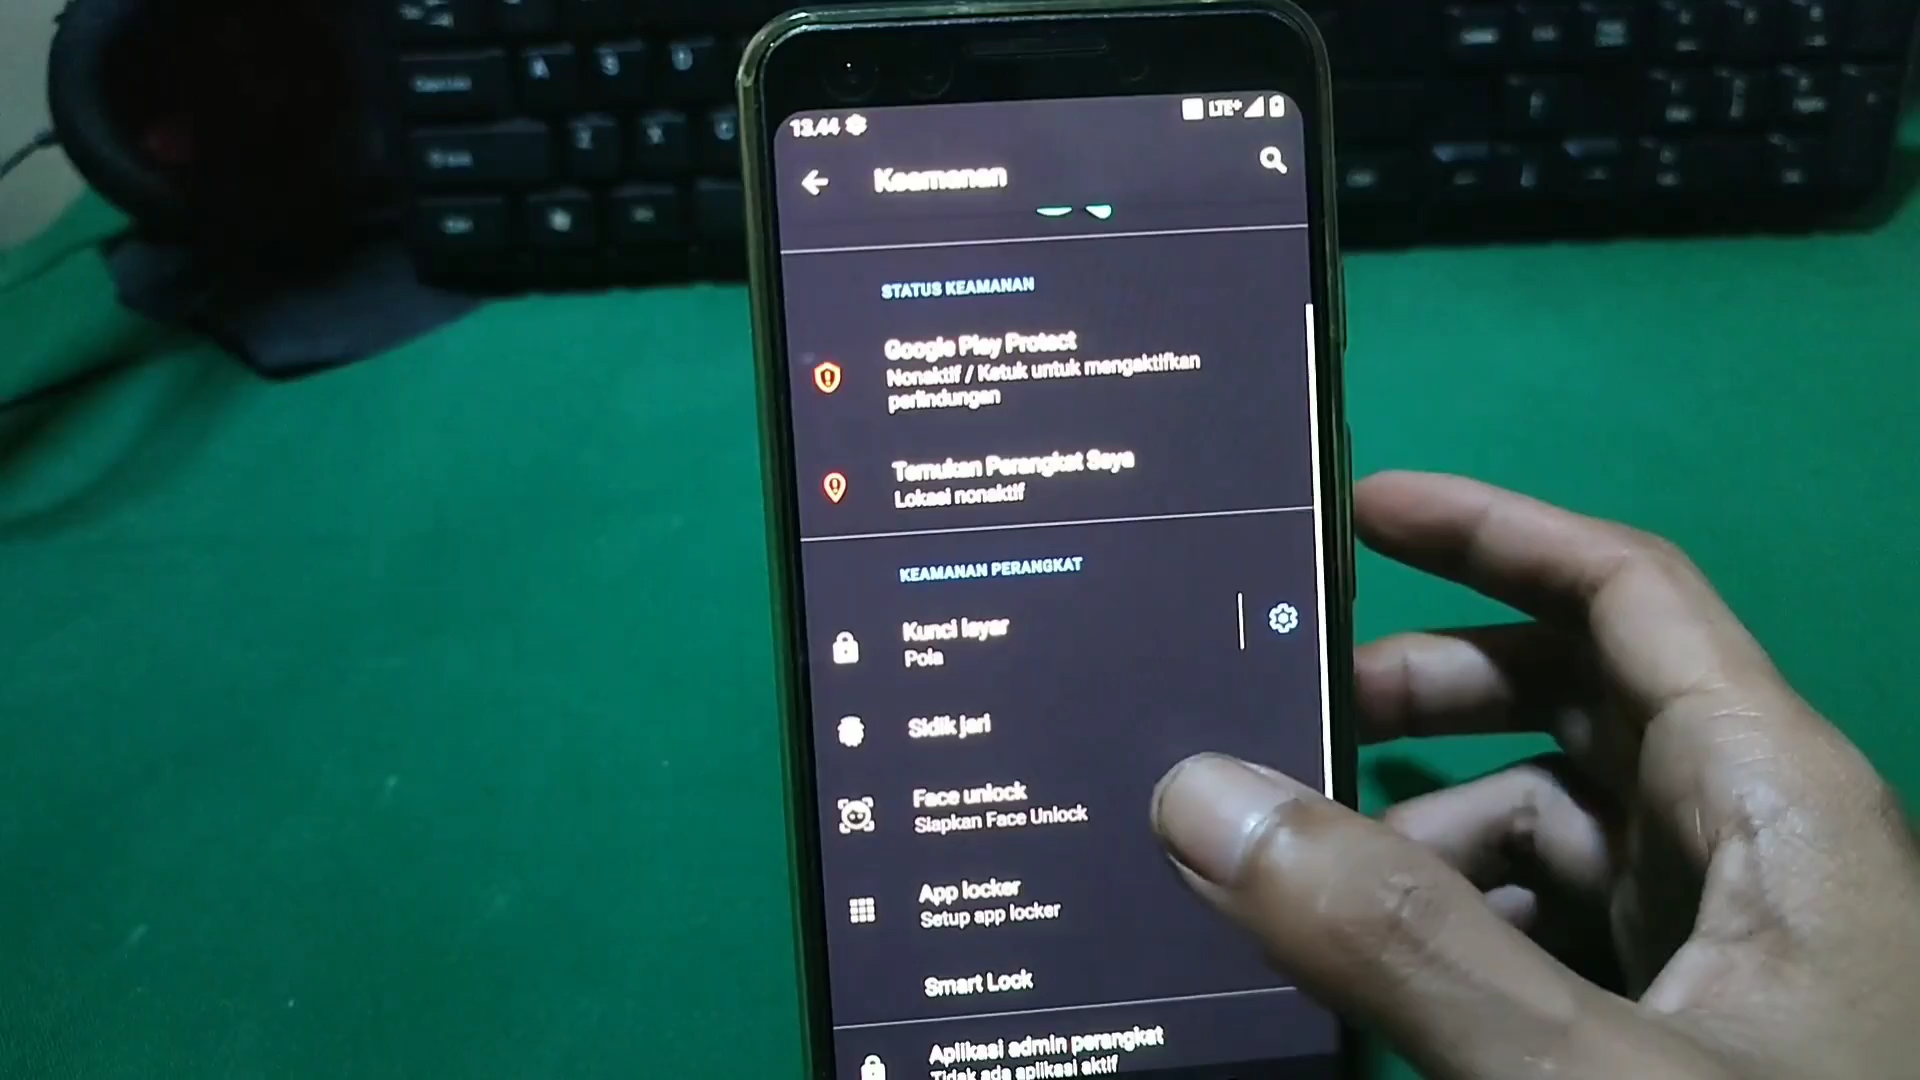 13.44
LTE+
Keamanan
STATUS KEAMANAN
Google Play Protect
Nonaktif / Ketuk untuk mengaktifkan
perlindungan
Temukan Perangkat Saya
Lokasi nonaktif
KEAMANAN PERANGKAT
Kunci layar
Pola
Sidik jari
Face unlock
Siapkan Face Unlock
App locker
Setup app locker
Smart Lock
Aplikasi admin perangkat
Tidak ada aplikasi aktif